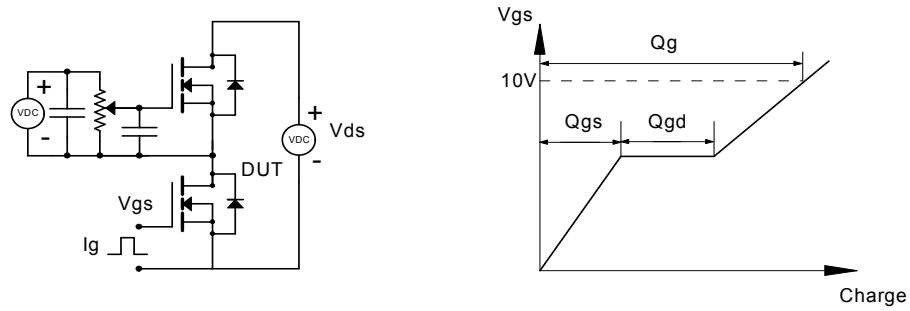 +
VDC
-
DUT
Vgs
Ig
+
VDC
Vds
-
Vgs
Qg
10V
Qgs
Qgd
Charge